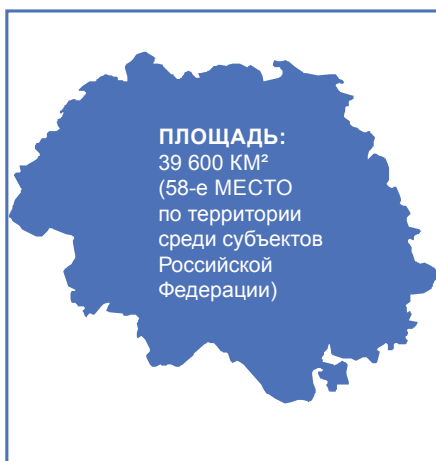 ПЛОЩАДЬ:
39 600 КМ²
(58-е МЕСТО
по территории
среди субъектов
Российской
Федерации)